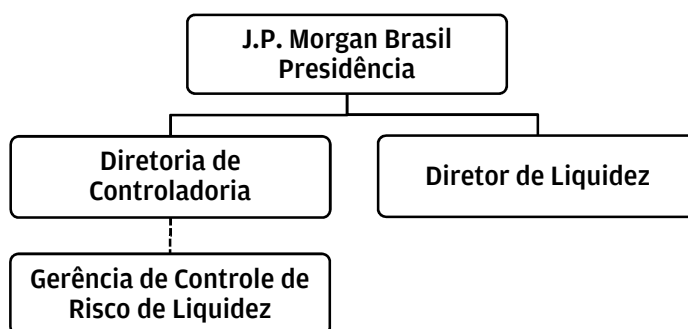 J.P. Morgan Brasil
Presidência
Diretoria de
Controladoria
Diretor de Liquidez
Gerência de Controle de
Risco de Liquidez